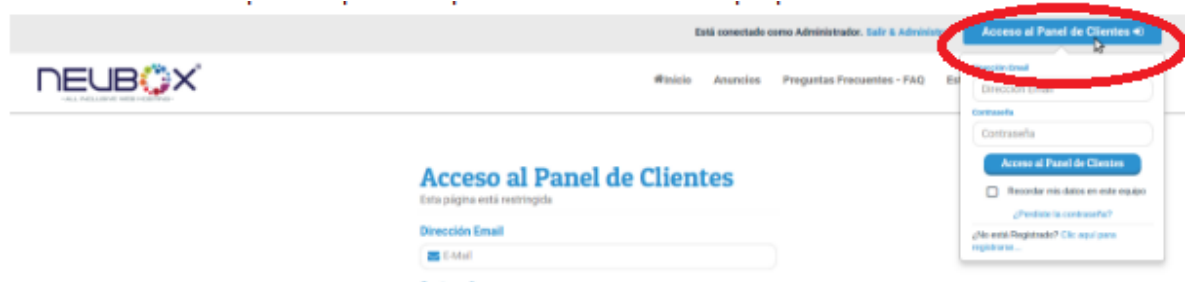 Está conectado como Administrador. Salir & Administr
Acceso al Panel de Clientes
NEUBOX
-ALL INCLUSIVE WEB HOSTING-
Inicio Anuncios Preguntas Frecuentes - FAQ Es
Dirección Email
Dirección Email
Contraseña
Contraseña
Acceso al Panel de Clientes
Recordar mis datos en este equipo
¿Perdiste la contraseña?
¿No está Registrado? Clic aquí para
registrarse...
Acceso al Panel de Clientes
Esta página está restringida
Dirección Email
E-Mail